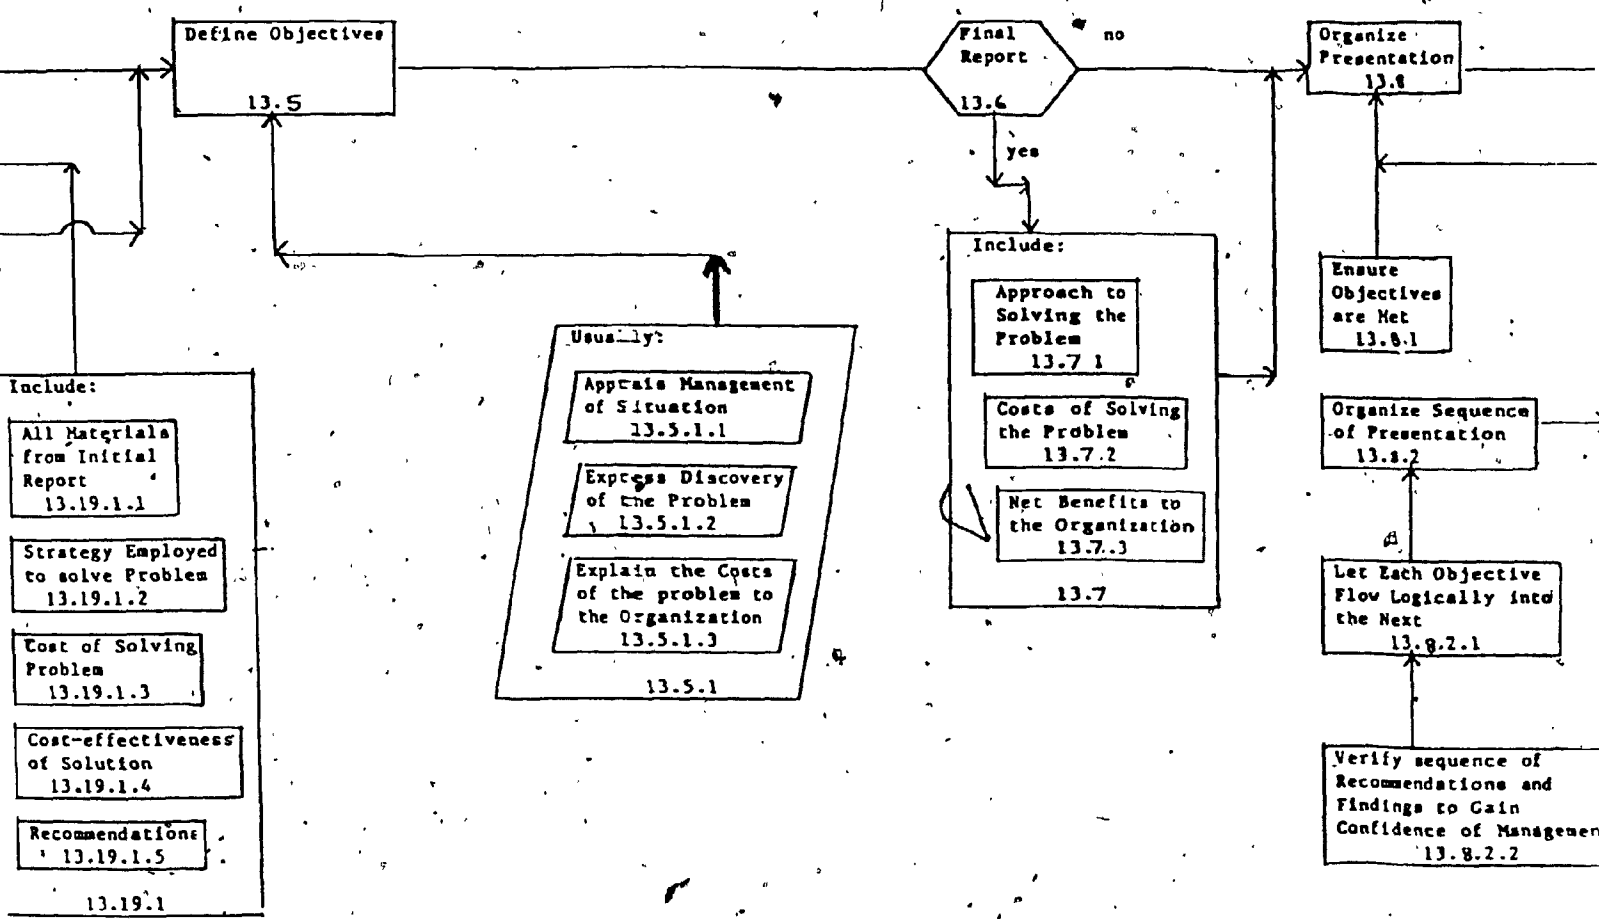 Define Objectives
13.5
Final
Report
13.6
no
yes
Organize
Presentation
13.8
Ensure
Objectives
are Met
13.8.1
Include:
Approach to
Solving the
Problem
13.7.1
Costs of Solving
the Problem
13.7.2
Net Benefits to
the Organization
13.7.3
13.7
Usually:
Apprais Management
of Situation
13.5.1.1
Express Discovery
of the Problem
13.5.1.2
Explain the Costs
of the problem to
the Organization
13.5.1.3
13.5.1
Include:
All Materials
from Initial
Report
13.19.1.1
Strategy Employed
to solve Problem
13.19.1.2
Cost of Solving
Problem
13.19.1.3
Cost-effectiveness
of Solution
13.19.1.4
Recommendations
13.19.1.5
13.19.1
Organize Sequence
of Presentation
13.8.2
Let Each Objective
Flow Logically into
the Next
13.8.2.1
Verify sequence of
Recommendations and
Findings to Gain
Confidence of Managemen
13.8.2.2